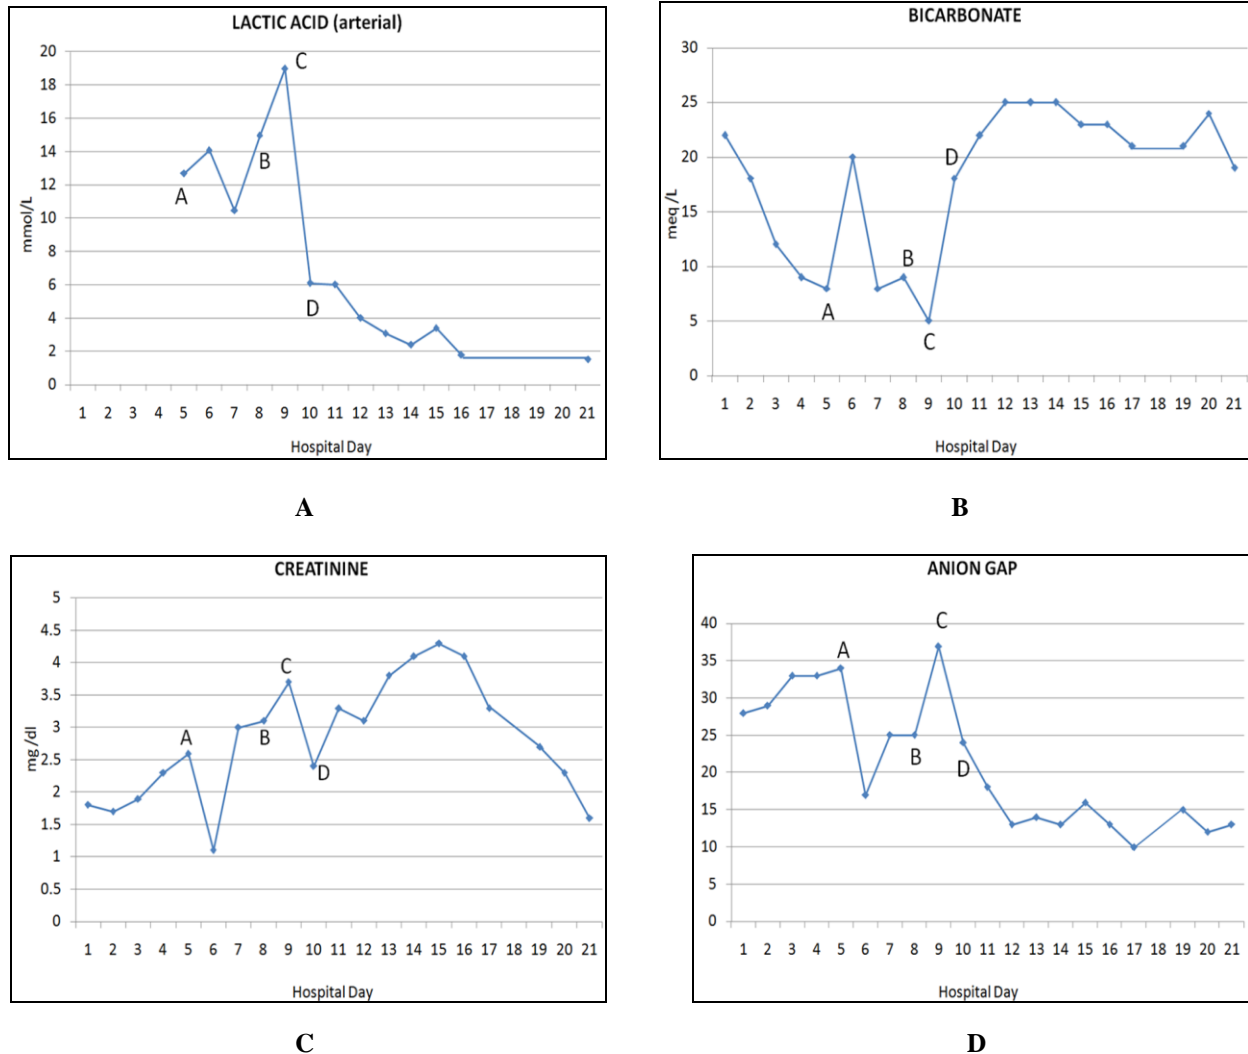 LACTIC ACID (arterial)
20
18
16
14
12
10
8
6
4
2
0
mmol/L
A
B
C
D
1 2 3 4 5 6 7 8 9 10 11 12 13 14 15 16 17 18 19 20 21
Hospital Day
A
BICARBONATE
30
25
20
15
10
5
0
meq/L
A
B
C
D
1 2 3 4 5 6 7 8 9 10 11 12 13 14 15 16 17 18 19 20 21
Hospital Day
B
CREATININE
5
4.5
4
3.5
3
2.5
2
1.5
1
0.5
0
mg/dl
A
B
C
D
1 2 3 4 5 6 7 8 9 10 11 12 13 14 15 16 17 18 19 20 21
Hospital Day
C
ANION GAP
40
35
30
25
20
15
10
5
0
A
B
C
D
1 2 3 4 5 6 7 8 9 10 11 12 13 14 15 16 17 18 19 20 21
Hospital Day
D